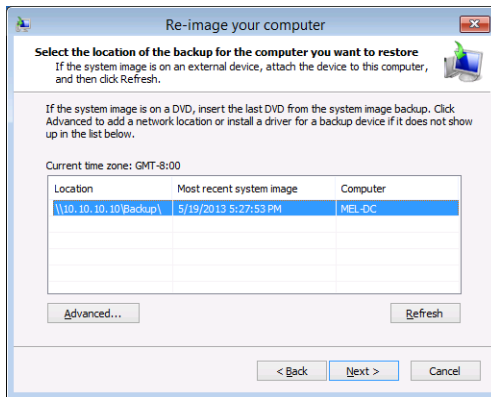 Re-image your computer
Select the location of the backup for the computer you want to restore
If the system image is on an external device, attach the device to this computer,
and then click Refresh.
If the system image is on a DVD, insert the last DVD from the system image backup. Click
Advanced to add a network location or install a driver for a backup device if it does not show
up in the list below.
Current time zone: GMT-8:00
Location Most recent system image Computer
\\10.10.10.10\Backup\ 5/19/2013 5:27:53 PM MEL-DC
Advanced... Refresh
< Back Next > Cancel